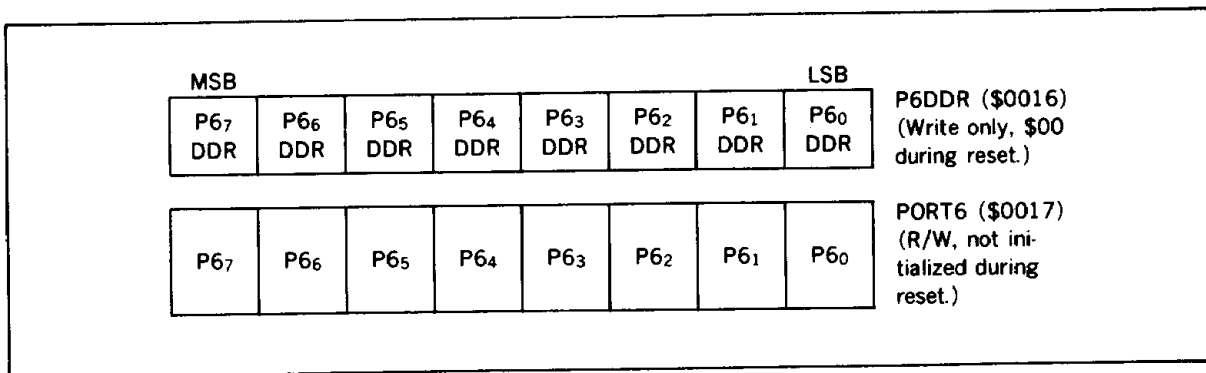 MSB LSB
P6₇ P6₆ P6₅ P6₄ P6₃ P6₂ P6₁ P6₀
DDR DDR DDR DDR DDR DDR DDR DDR
P6DDR ($0016)
(Write only, $00
during reset.)
P6₇ P6₆ P6₅ P6₄ P6₃ P6₂ P6₁ P6₀
PORT6 ($0017)
(R/W, not ini-
tialized during
reset.)